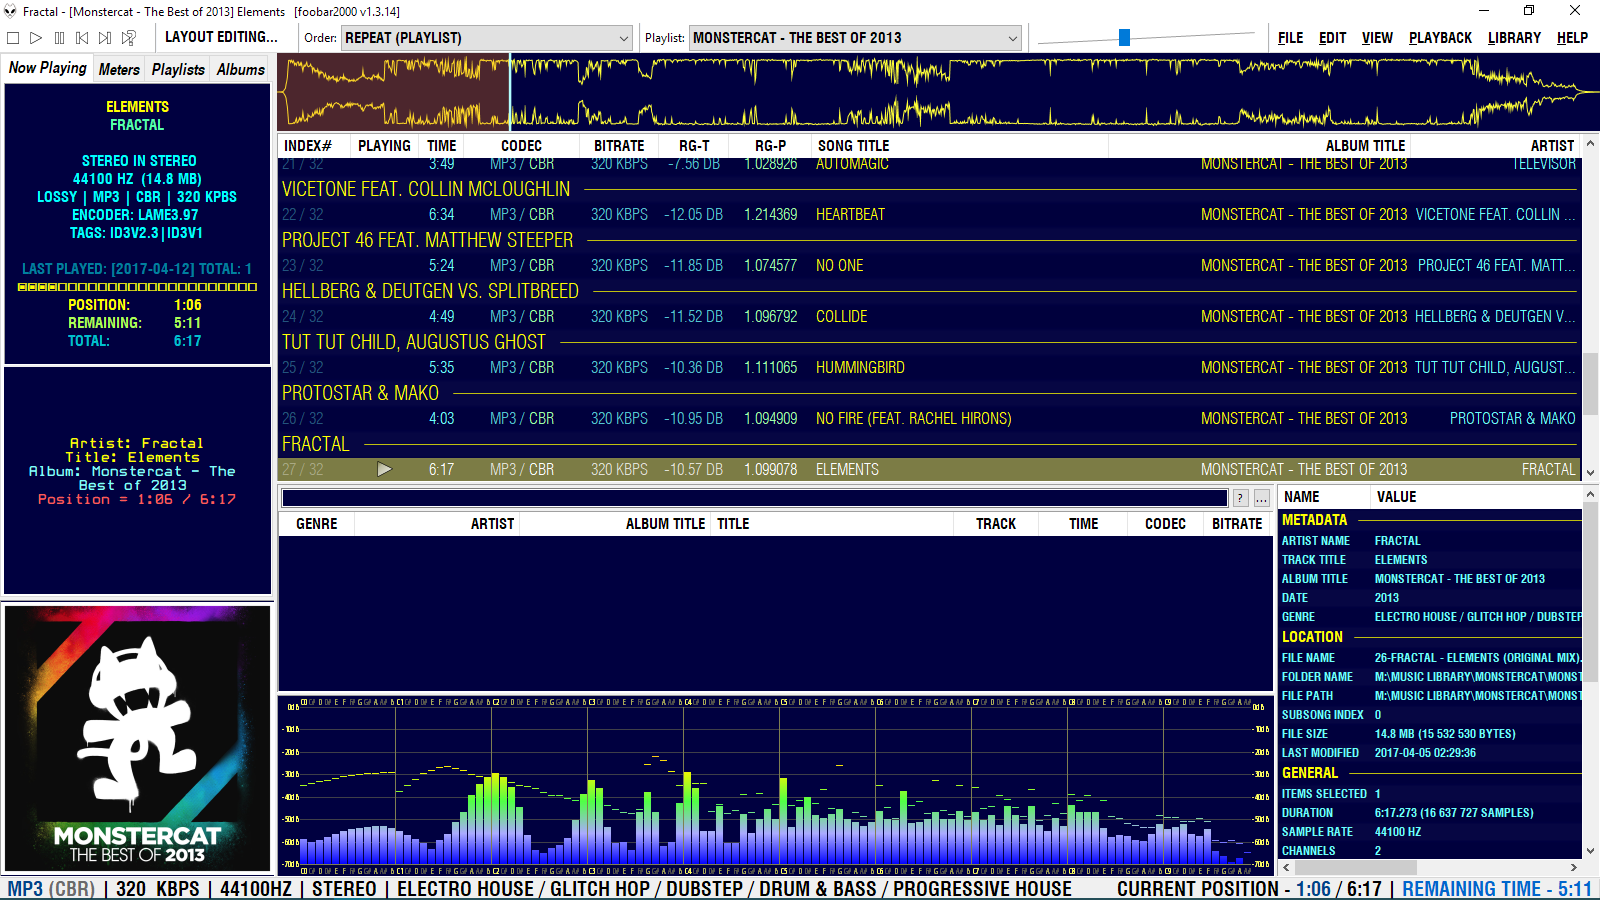 Fractal - [Monstercat - The Best of 2013] Elements   [foobar2000 v1.3.14]
LAYOUT EDITING...
Order: REPEAT (PLAYLIST)
Playlist: MONSTERCAT - THE BEST OF 2013
FILE EDIT VIEW PLAYBACK LIBRARY HELP
Now Playing Meters Playlists Albums
ELEMENTS
FRACTAL
STEREO IN STEREO
44100 HZ (14.8 MB)
LOSSY | MP3 | CBR | 320 KPBS
ENCODER: LAME3.97
TAGS: ID3V2.3|ID3V1
LAST PLAYED: [2017-04-12] TOTAL: 1
POSITION: 1:06
REMAINING: 5:11
TOTAL: 6:17
Artist: Fractal
Title: Elements
Album: Monstercat - The
Best of 2013
Position = 1:06 / 6:17
MONSTERCAT
THE BEST OF 2013
INDEX# PLAYING TIME CODEC BITRATE RG-T RG-P SONG TITLE ALBUM TITLE ARTIST
21 / 32 3:49 MP3 / CBR 320 KBPS -7.56 DB 1.028926 AUTOMAGIC MONSTERCAT - THE BEST OF 2013 TELEVISOR
VICETONE FEAT. COLLIN MCLOUGHLIN
22 / 32 6:34 MP3 / CBR 320 KBPS -12.05 DB 1.214369 HEARTBEAT MONSTERCAT - THE BEST OF 2013 VICETONE FEAT. COLLIN ...
PROJECT 46 FEAT. MATTHEW STEEPER
23 / 32 5:24 MP3 / CBR 320 KBPS -11.85 DB 1.074577 NO ONE MONSTERCAT - THE BEST OF 2013 PROJECT 46 FEAT. MATT...
HELLBERG & DEUTGEN VS. SPLITBREED
24 / 32 4:49 MP3 / CBR 320 KBPS -11.52 DB 1.096792 COLLIDE MONSTERCAT - THE BEST OF 2013 HELLBERG & DEUTGEN V...
TUT TUT CHILD, AUGUSTUS GHOST
25 / 32 5:35 MP3 / CBR 320 KBPS -10.36 DB 1.111065 HUMMINGBIRD MONSTERCAT - THE BEST OF 2013 TUT TUT CHILD, AUGUST...
PROTOSTAR & MAKO
26 / 32 4:03 MP3 / CBR 320 KBPS -10.95 DB 1.094909 NO FIRE (FEAT. RACHEL HIRONS) MONSTERCAT - THE BEST OF 2013 PROTOSTAR & MAKO
FRACTAL
27 / 32 6:17 MP3 / CBR 320 KBPS -10.57 DB 1.099078 ELEMENTS MONSTERCAT - THE BEST OF 2013 FRACTAL
? ...
GENRE ARTIST ALBUM TITLE TITLE TRACK TIME CODEC BITRATE
NAME VALUE
METADATA
ARTIST NAME FRACTAL
TRACK TITLE ELEMENTS
ALBUM TITLE MONSTERCAT - THE BEST OF 2013
DATE 2013
GENRE ELECTRO HOUSE / GLITCH HOP / DUBSTEP
LOCATION
FILE NAME 26-FRACTAL - ELEMENTS (ORIGINAL MIX).
FOLDER NAME M:\MUSIC LIBRARY\MONSTERCAT\MONST
FILE PATH M:\MUSIC LIBRARY\MONSTERCAT\MONST
SUBSONG INDEX 0
FILE SIZE 14.8 MB (15 532 530 BYTES)
LAST MODIFIED 2017-04-05 02:29:36
GENERAL
ITEMS SELECTED 1
DURATION 6:17.273 (16 637 727 SAMPLES)
SAMPLE RATE 44100 HZ
CHANNELS 2
0dB 0dB
-10dB -10dB
-20dB -20dB
-30dB -30dB
-40dB -40dB
-50dB -50dB
-60dB -60dB
-70dB -70dB
MP3 (CBR) | 320 KBPS | 44100HZ | STEREO | ELECTRO HOUSE / GLITCH HOP / DUBSTEP / DRUM & BASS / PROGRESSIVE HOUSE CURRENT POSITION - 1:06 / 6:17 | REMAINING TIME - 5:11